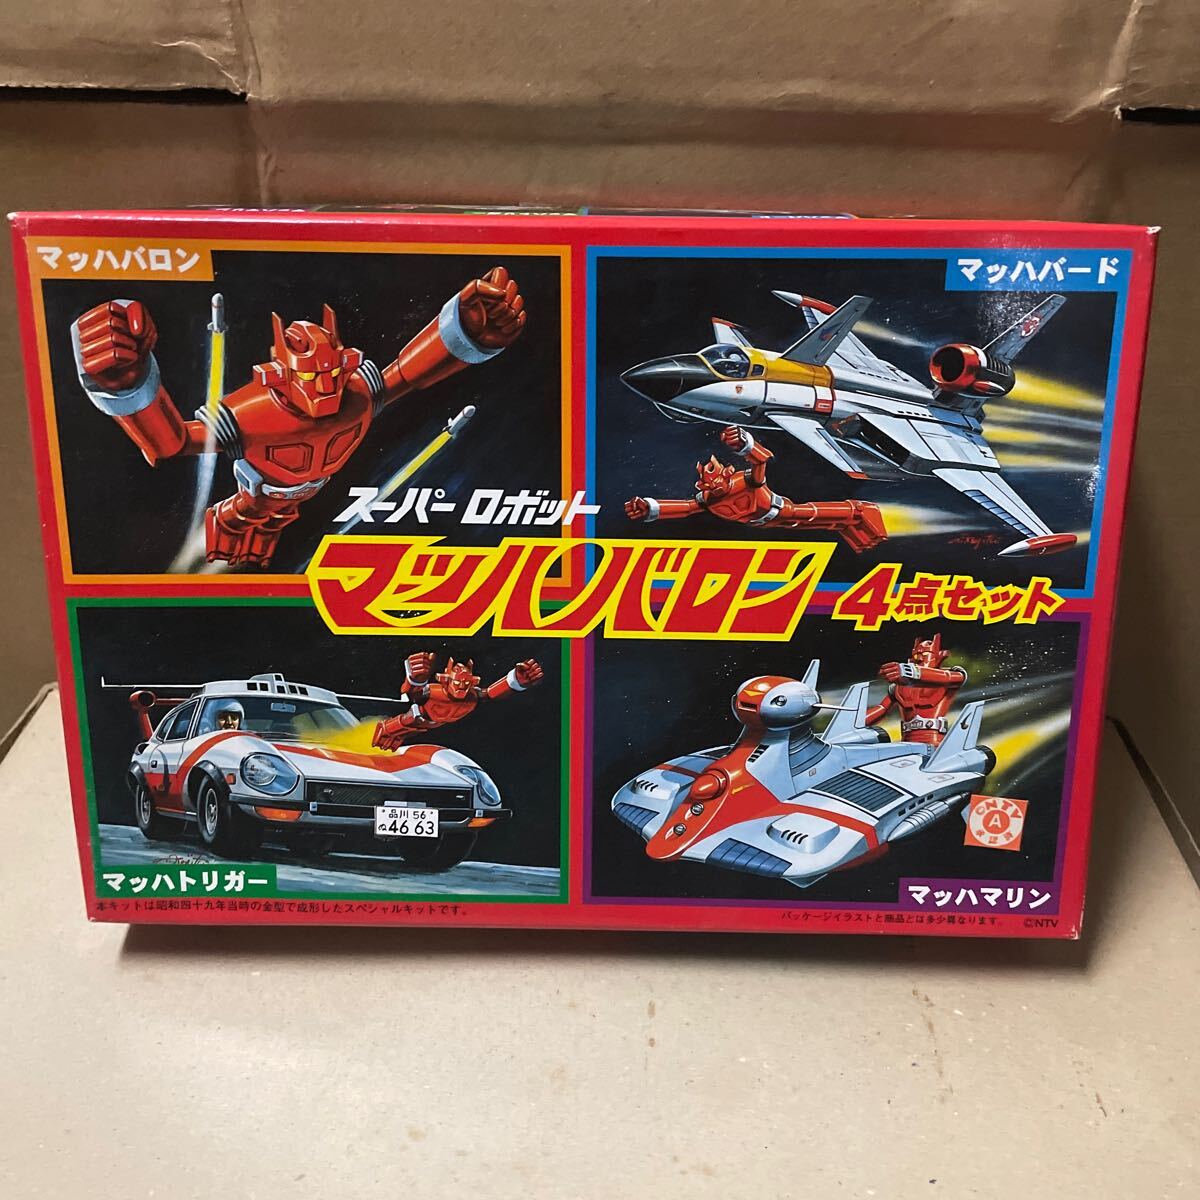 マッハバロン
マッハバード
スーパーロボット
マッハバロン 4点セット
品川56
ぬ 46 63
マッハトリガー
マッハマリン
NTV
A
本キットは昭和四十九年当時の金型で成形したスペシャルキットです。
パッケージイラストと商品とは多少異なります。
©NTV